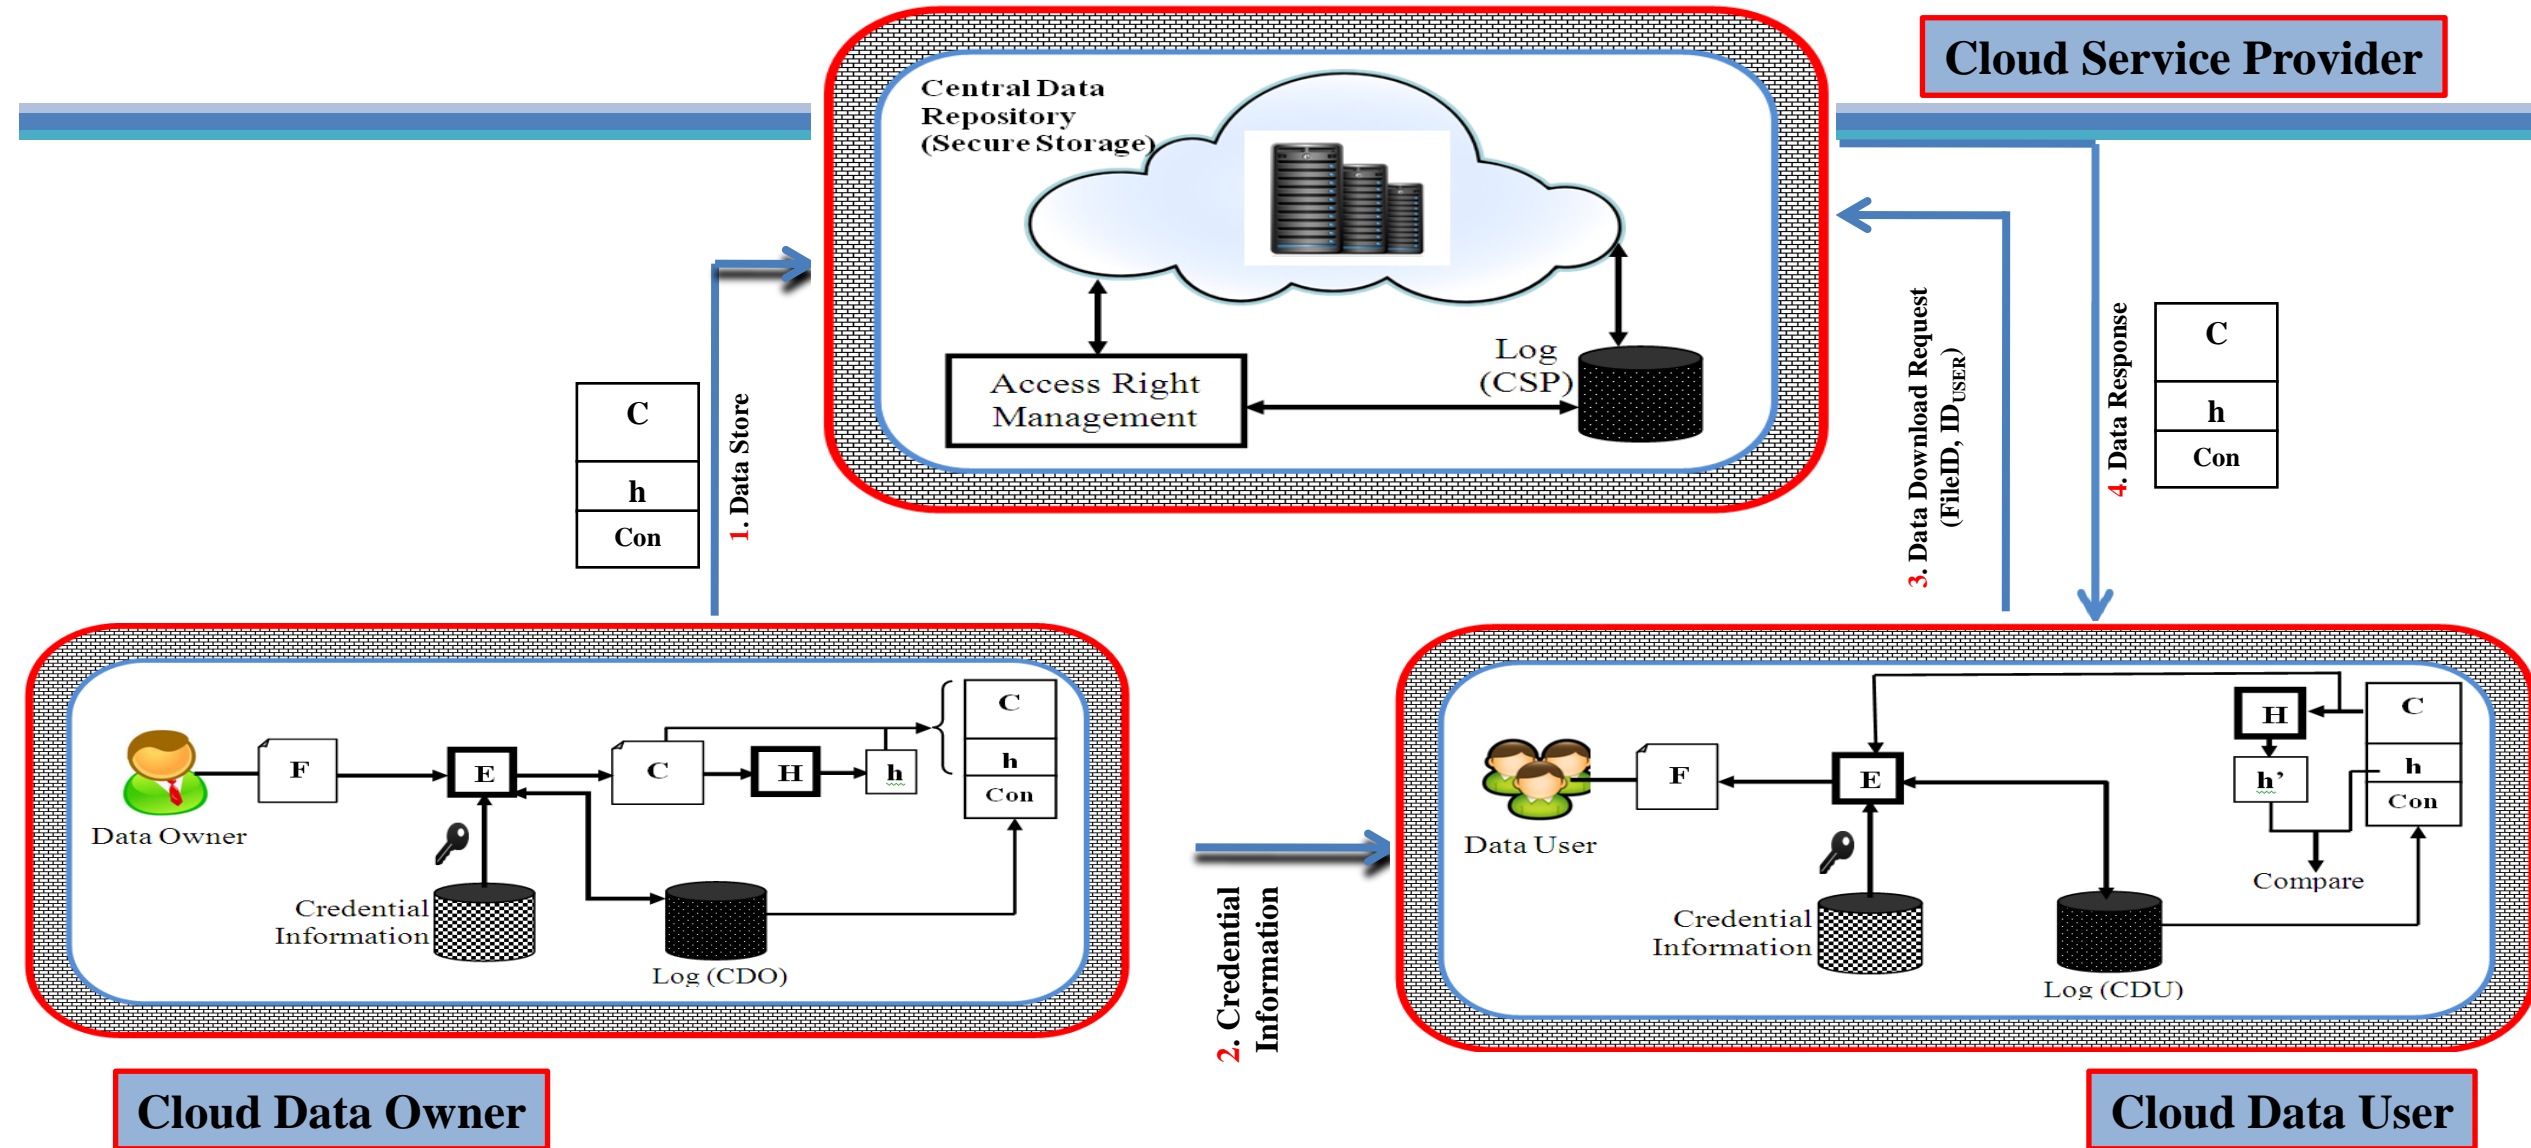 Cloud Service Provider
Central Data
Repository
(Secure Storage)
Access Right
Management
Log
(CSP)
C
h
Con
1. Data Store
3. Data Download Request
(FileID, ID_USER)
4. Data Response
C
h
Con
Data Owner
F
E
C
H
h
C
h
Con
Credential
Information
Log (CDO)
2. Credential
Information
Data User
F
E
H
h’
C
h
Con
Compare
Credential
Information
Log (CDU)
Cloud Data Owner
Cloud Data User